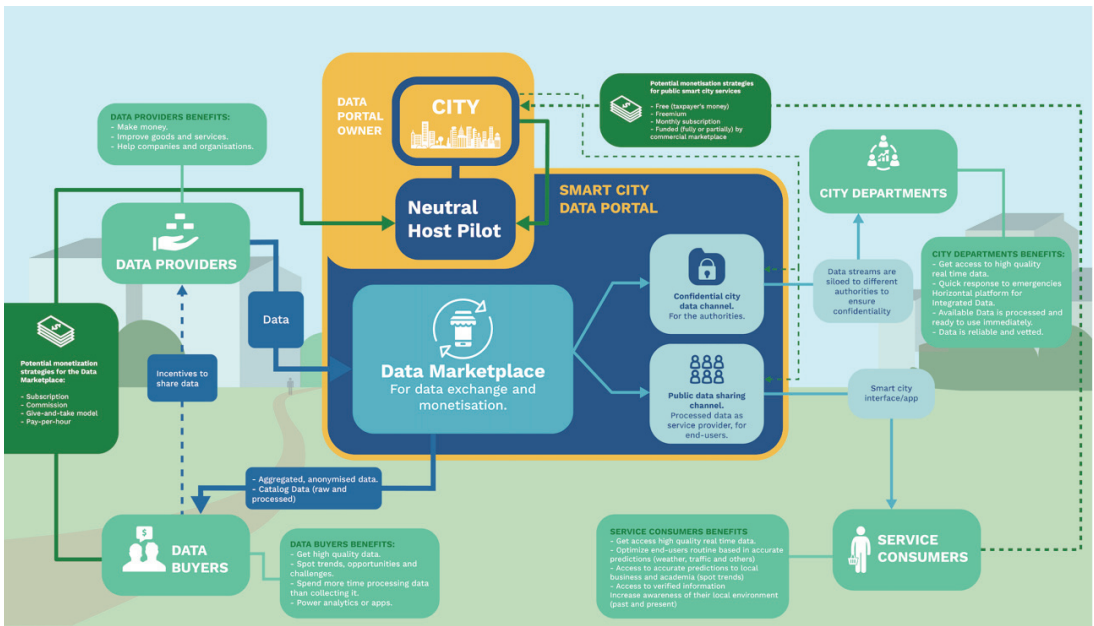 DATA PROVIDERS BENEFITS:
- Make money.
- Improve goods and services.
- Help companies and organisations.
DATA PROVIDERS
DATA
PORTAL
OWNER
CITY
Neutral
Host Pilot
SMART CITY
DATA PORTAL
Potential monetisation strategies
for public smart city services
- Free (taxpayer's money)
- Freemium
- Monthly subscription
- Funded (fully or partially) by
commercial marketplace
CITY DEPARTMENTS
CITY DEPARTMENTS BENEFITS:
- Get access to high quality
real time data.
- Quick response to emergencies
Horizontal platform for
Integrated Data.
- Available Data is processed and
ready to use immediately.
- Data is reliable and vetted.
Data streams are
siloed to different
authorities to
ensure
confidentiality
Confidential city
data channel.
For the authorities.
Data
Data Marketplace
For data exchange and
monetisation.
Public data sharing
channel.
Processed data as
service provider, for
end-users.
Smart city
interface/app
$
Potential monetization
strategies for the Data
Marketplace:
- Subscription
- Commission
- Give-and-take model
- Pay-per-hour
Incentives to
share data
- Aggregated, anonymised data.
- Catalog Data (raw and
processed)
$
DATA
BUYERS
DATA BUYERS BENEFITS:
- Get high quality data.
- Spot trends, opportunities and
challenges.
- Spend more time processing data
than collecting it.
- Power analytics or apps.
SERVICE CONSUMERS BENEFITS
- Get access high quality real time data.
- Optimize end-users routine based in accurate
predictions (weather, traffic and others)
- Access to accurate predictions to local
business and academia (spot trends)
- Access to verified information
Increase awareness of their local environment
(past and present)
SERVICE
CONSUMERS